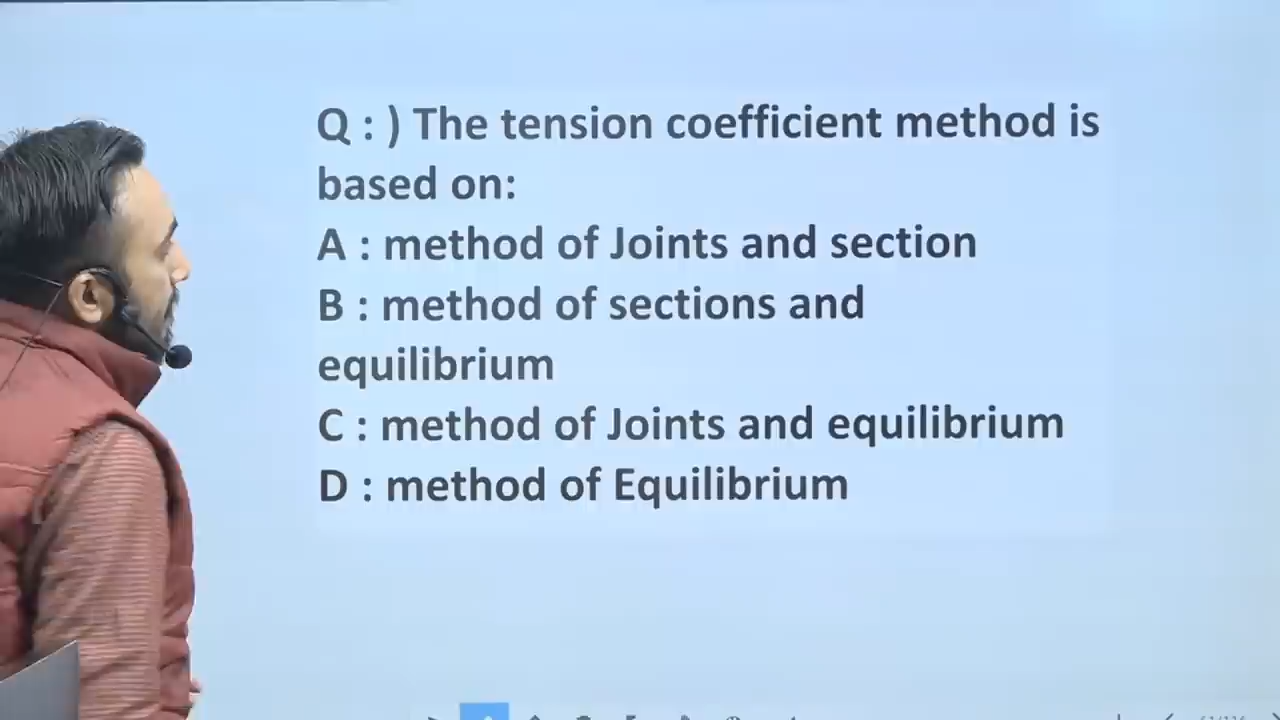 Q : ) The tension coefficient method is
based on:
A : method of Joints and section
B : method of sections and
equilibrium
C : method of Joints and equilibrium
D : method of Equilibrium